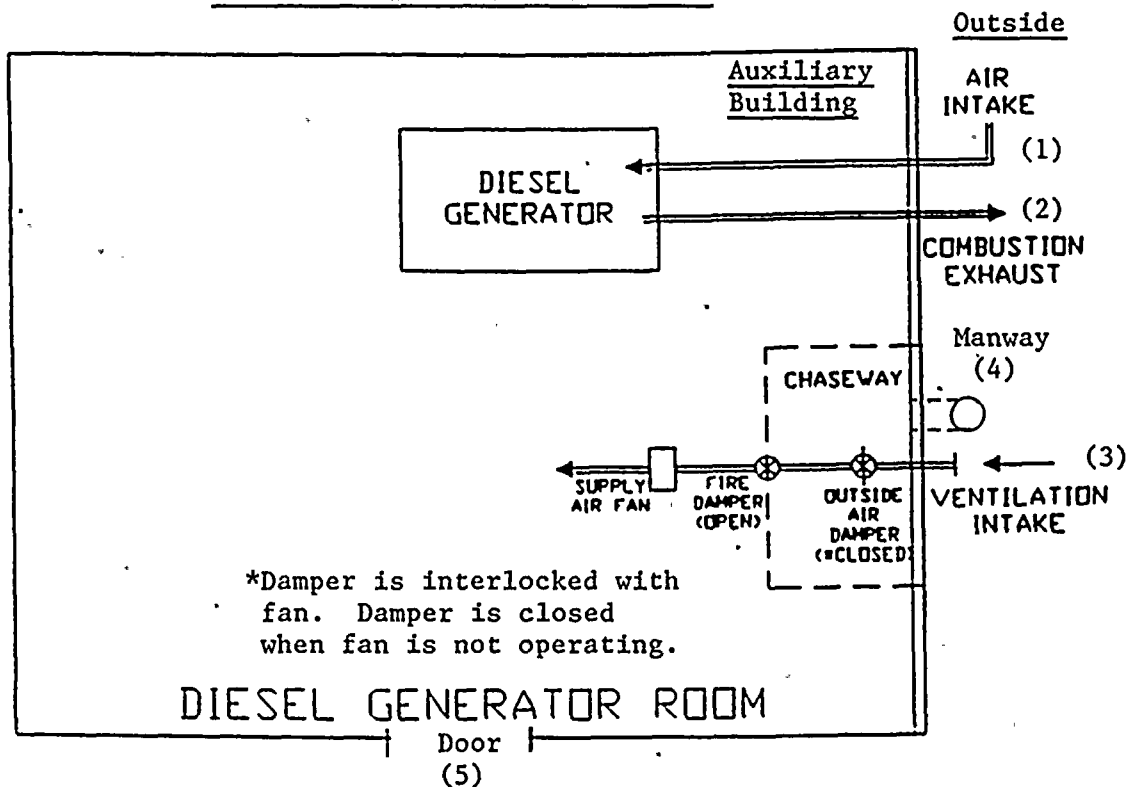 Outside
Auxiliary
Building
AIR
INTAKE
(1)
DIESEL
GENERATOR
(2)
COMBUSTION
EXHAUST
Manway
(4)
CHASEWAY
(3)
SUPPLY
AIR FAN
FIRE
DAMPER
(OPEN)
OUTSIDE
AIR
DAMPER
(*CLOSED)
VENTILATION
INTAKE
*Damper is interlocked with
fan. Damper is closed
when fan is not operating.
DIESEL GENERATOR ROOM
Door
(5)